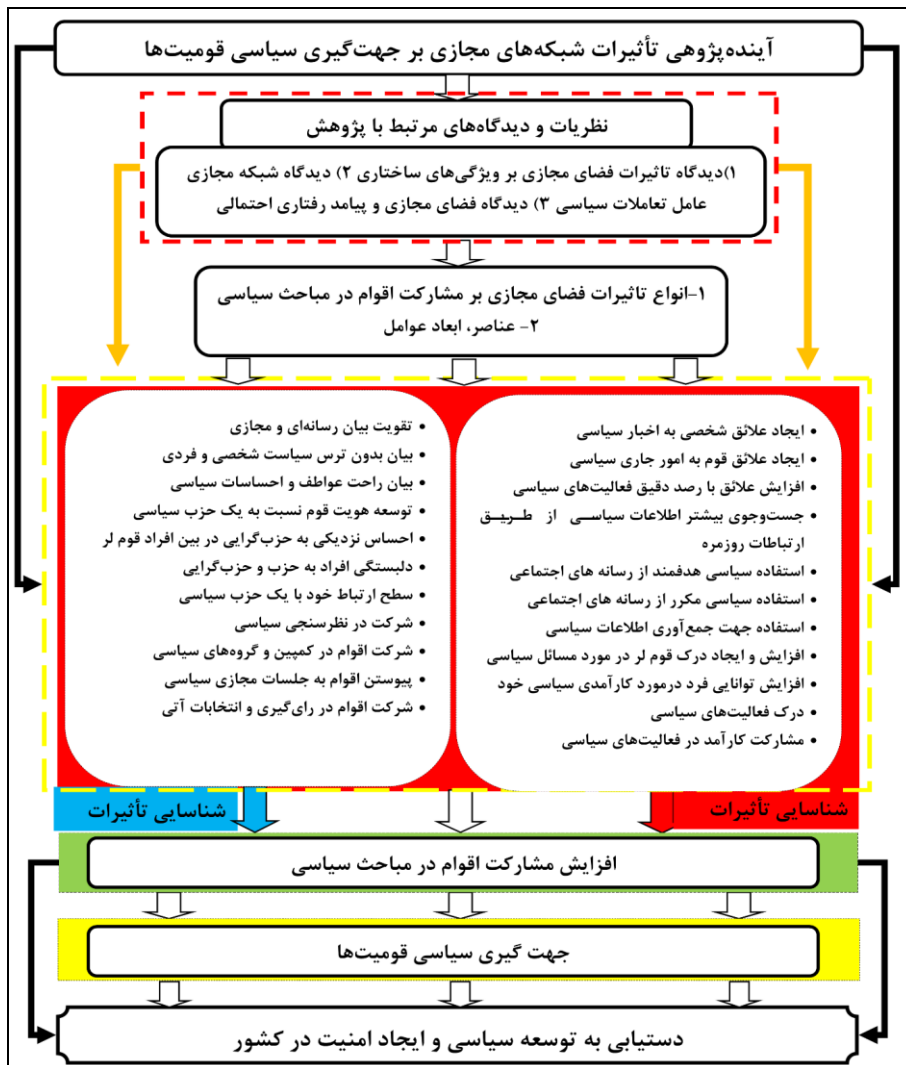 آینده‌پژوهی تأثیرات شبکه‌های مجازی بر جهت‌گیری سیاسی قومیت‌ها
نظریات و دیدگاه‌های مرتبط با پژوهش
۱)دیدگاه تاثیرات فضای مجازی بر ویژگی‌های ساختاری ۲) دیدگاه شبکه مجازی
عامل تعاملات سیاسی ۳) دیدگاه فضای مجازی و پیامد رفتاری احتمالی
۱-انواع تاثیرات فضای مجازی بر مشارکت اقوام در مباحث سیاسی
۲- عناصر، ابعاد عوامل
• ایجاد علائق شخصی به اخبار سیاسی
• ایجاد علائق قوم به امور جاری سیاسی
• افزایش علائق با رصد دقیق فعالیت‌های سیاسی
• جست‌وجوی بیشتر اطلاعات سیاسی از طریق
ارتباطات روزمره
• استفاده سیاسی هدفمند از رسانه های اجتماعی
• استفاده سیاسی مکرر از رسانه های اجتماعی
• استفاده جهت جمع‌آوری اطلاعات سیاسی
• افزایش و ایجاد درک قوم لر در مورد مسائل سیاسی
• افزایش توانایی فرد درمورد کارآمدی سیاسی خود
• درک فعالیت‌های سیاسی
• مشارکت کارآمد در فعالیت‌های سیاسی
• تقویت بیان رسانه‌ای و مجازی
• بیان بدون ترس سیاست شخصی و فردی
• بیان راحت عواطف و احساسات سیاسی
• توسعه هویت قوم نسبت به یک حزب سیاسی
• احساس نزدیکی به حزب‌گرایی در بین افراد قوم لر
• دلبستگی افراد به حزب و حزب‌گرایی
• سطح ارتباط خود با یک حزب سیاسی
• شرکت در نظرسنجی سیاسی
• شرکت اقوام در کمپین و گروه‌های سیاسی
• پیوستن اقوام به جلسات مجازی سیاسی
• شرکت اقوام در رای‌گیری و انتخابات آتی
شناسایی تأثیرات
شناسایی تأثیرات
افزایش مشارکت اقوام در مباحث سیاسی
جهت گیری سیاسی قومیت‌ها
دستیابی به توسعه سیاسی و ایجاد امنیت در کشور